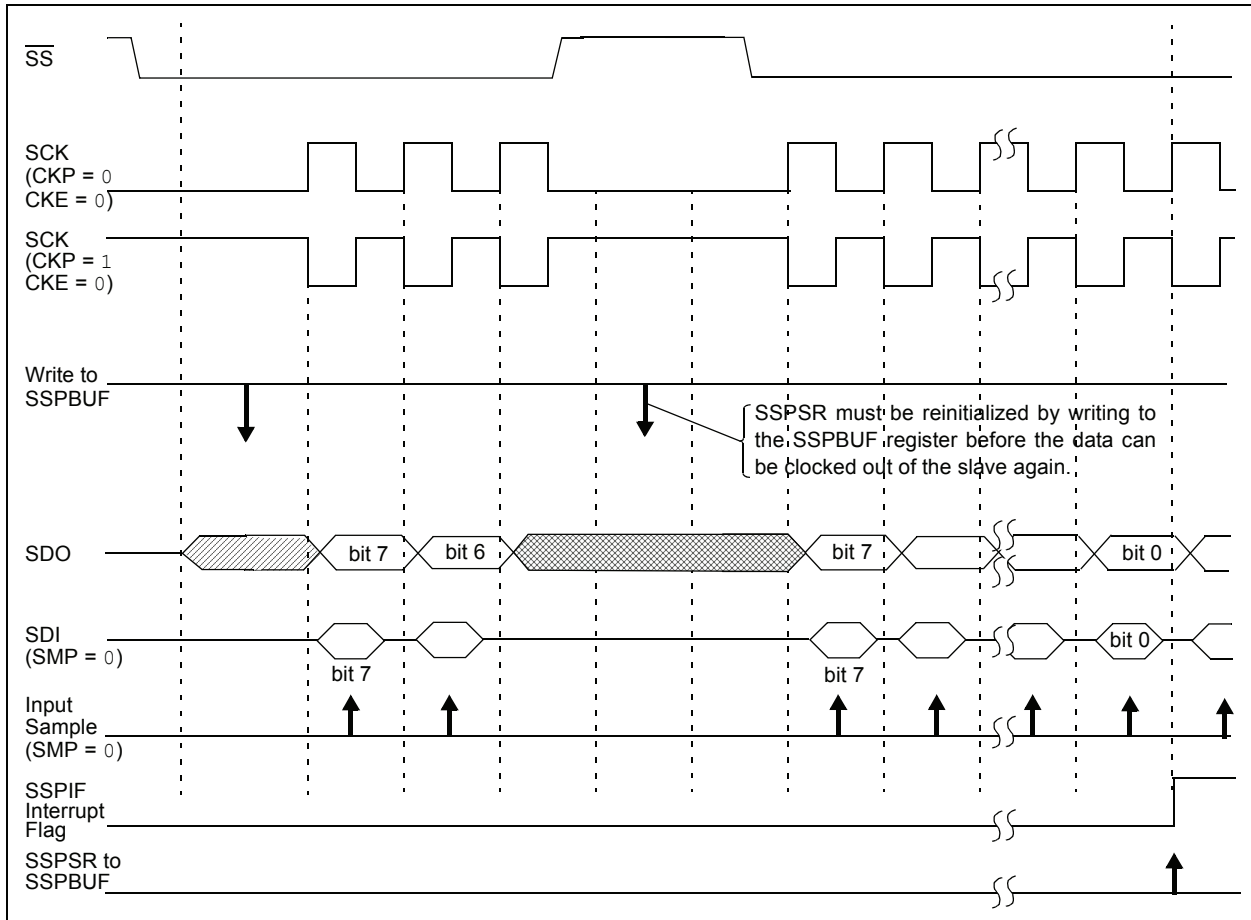 SS
SCK
(CKP = 0
CKE = 0)
SCK
(CKP = 1
CKE = 0)
Write to
SSPBUF
SSPSR must be reinitialized by writing to
the SSPBUF register before the data can
be clocked out of the slave again.
SDO
bit 7
bit 6
bit 7
bit 0
SDI
(SMP = 0)
bit 7
bit 7
bit 0
Input
Sample
(SMP = 0)
SSPIF
Interrupt
Flag
SSPSR to
SSPBUF